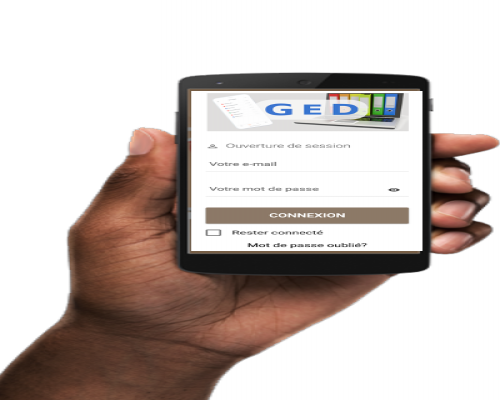 GED
Ouverture de session
Votre e-mail
Votre mot de passe
CONNEXION
Rester connecté
Mot de passe oublié?